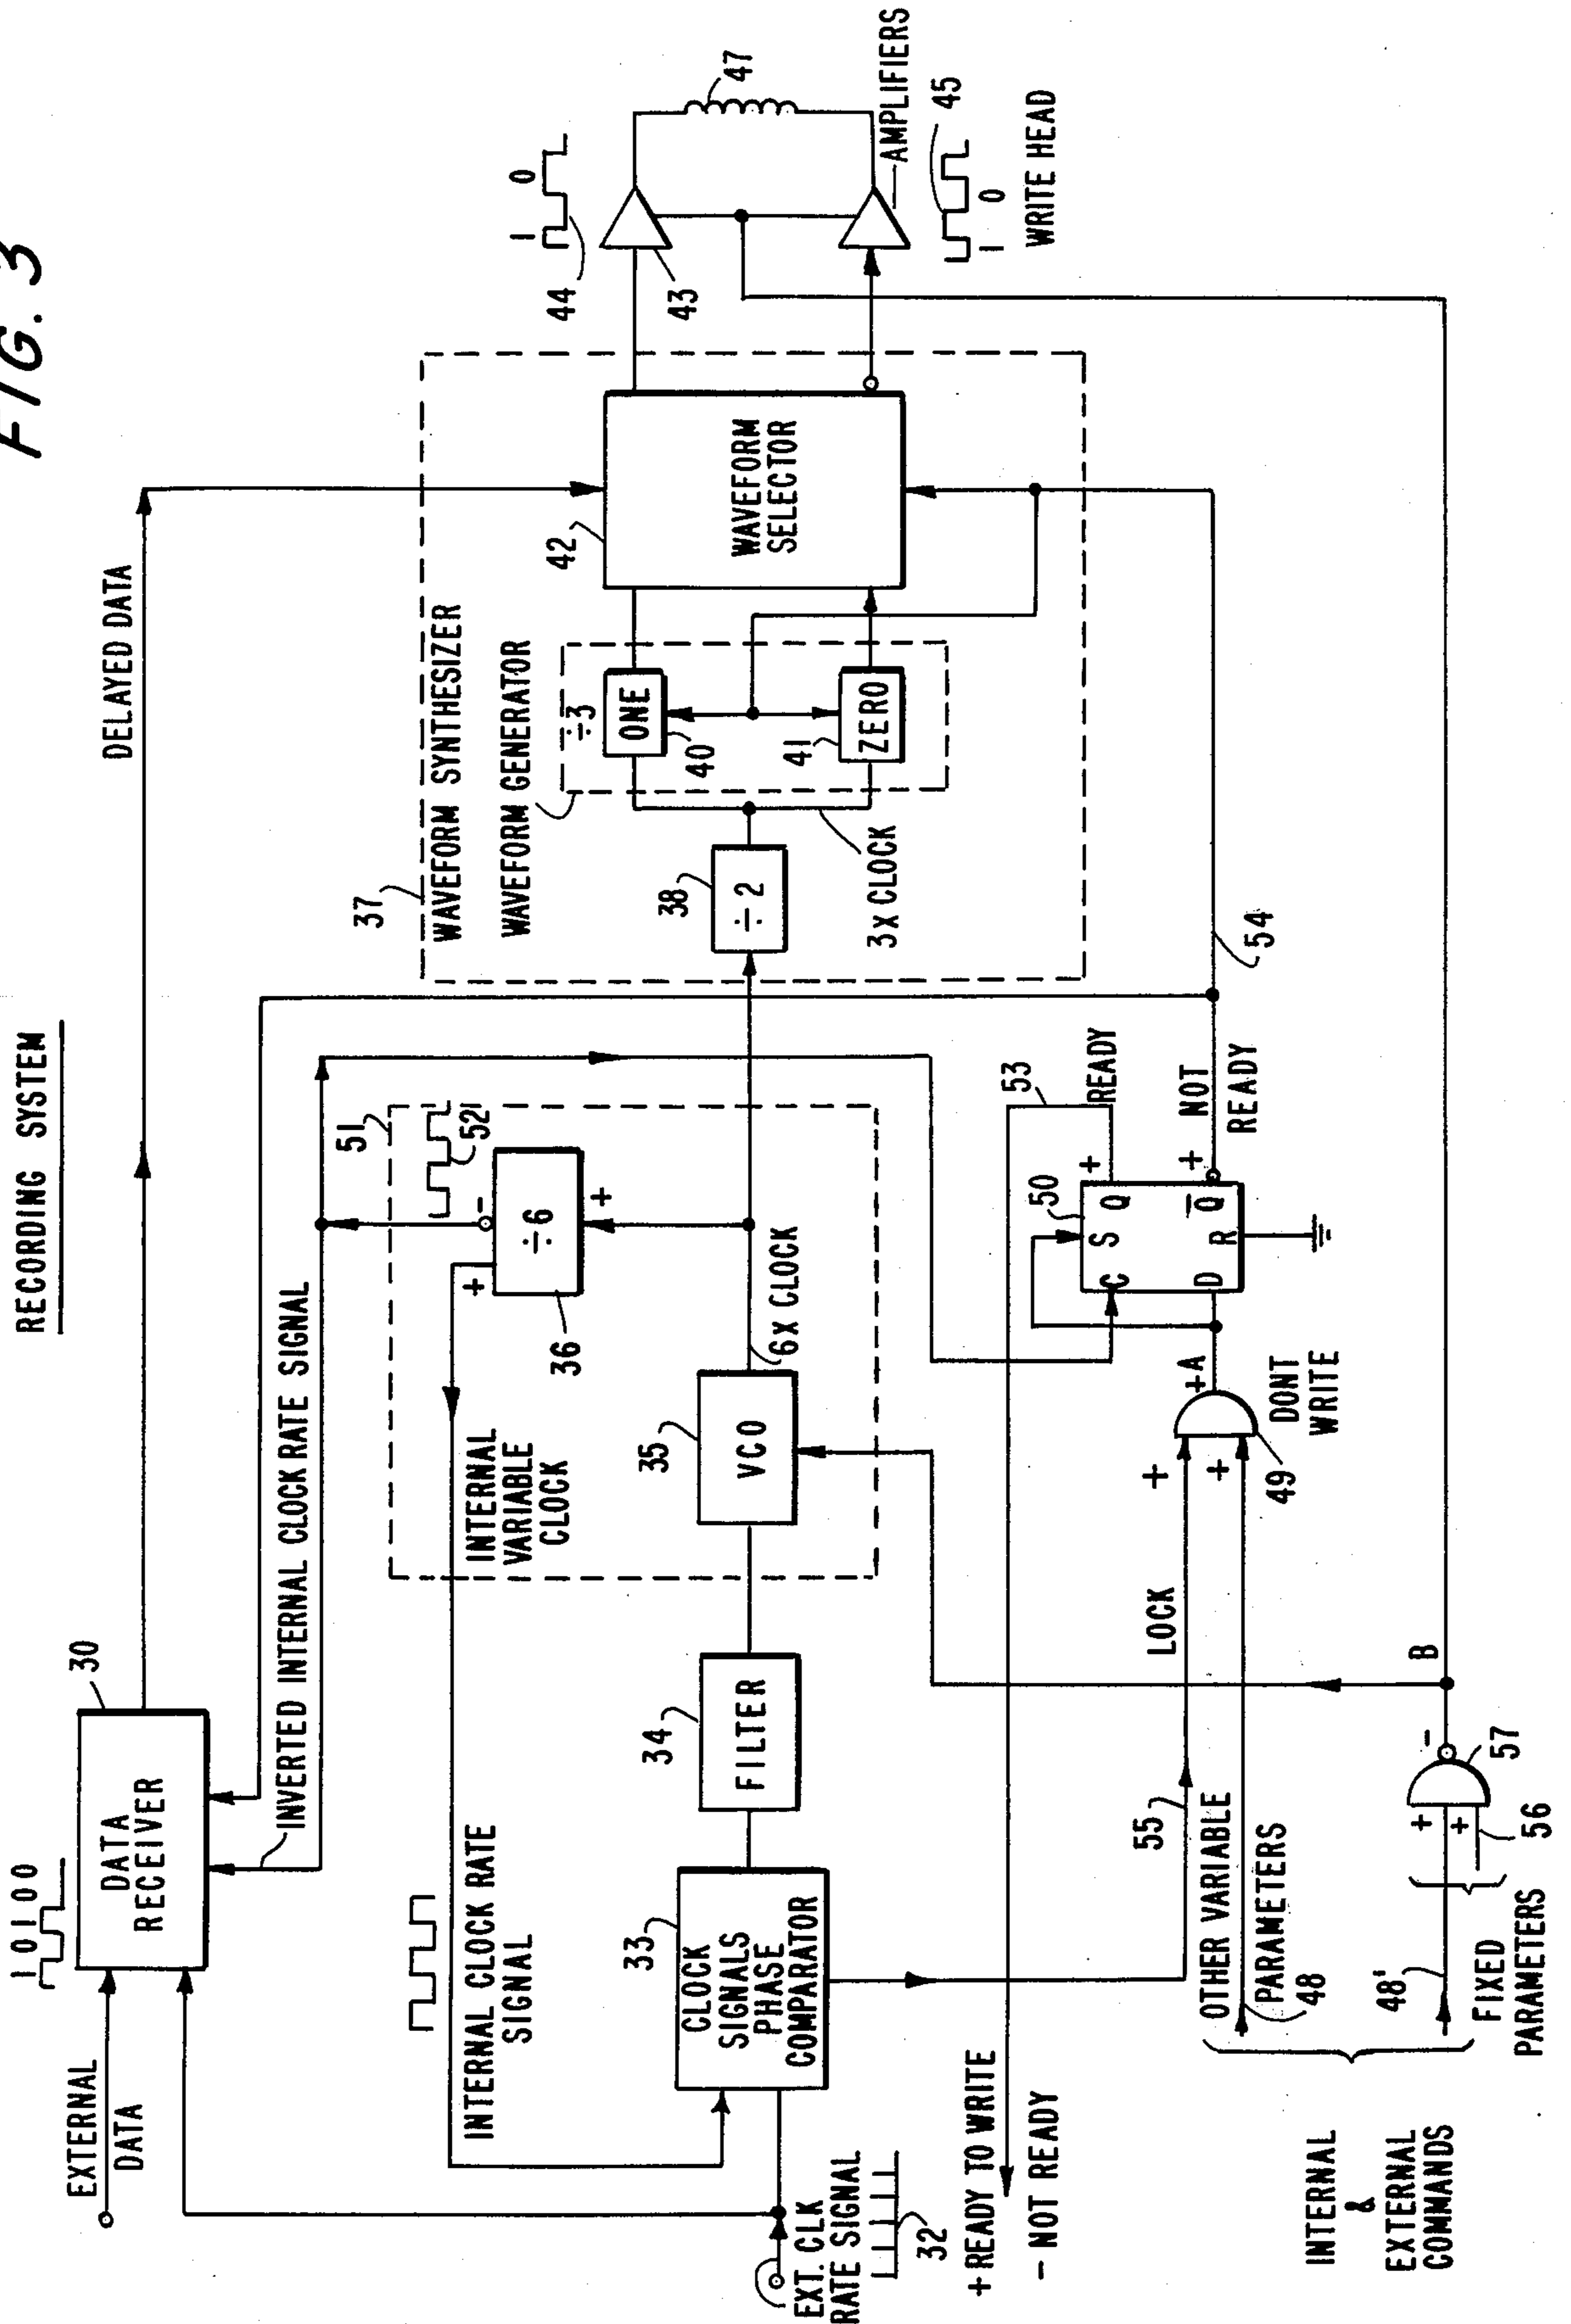 FIG. 3
RECORDING SYSTEM
10100
EXTERNAL
DATA
DATA
RECEIVER
30
DELAYED DATA
INVERTED INTERNAL CLOCK RATE SIGNAL
INTERNAL CLOCK RATE
SIGNAL
EXT. CLK
RATE SIGNAL
32
33
CLOCK
SIGNALS
PHASE
COMPARATOR
34
FILTER
INTERNAL
VARIABLE
CLOCK
51
52
35
VCO
6X CLOCK
36
÷6
+
-
+
37
WAVEFORM SYNTHESIZER
WAVEFORM GENERATOR
38
÷2
3X CLOCK
÷3
ONE
40
41
ZERO
42
WAVEFORM
SELECTOR
44
1 0
43
47
AMPLIFIERS
45
1 0
WRITE HEAD
+ READY TO WRITE
- NOT READY
53
READY
50
C S Q
D R Q̅
+
+
NOT
READY
54
55
LOCK
+
+
+A
49
DONT
WRITE
OTHER VARIABLE
PARAMETERS
48
INTERNAL
&
EXTERNAL
COMMANDS
48'
FIXED
PARAMETERS
56
+
+
-
57
B